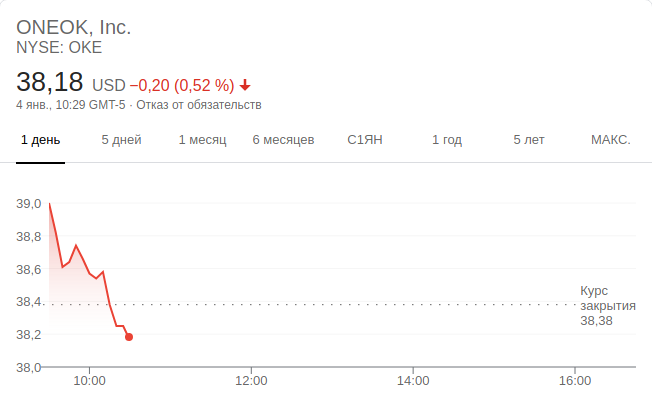 ONEOK, Inc.
NYSE: OKE
38,18 USD −0,20 (0,52 %)
4 янв., 10:29 GMT-5 · Отказ от обязательств
1 день 5 дней 1 месяц 6 месяцев С1ЯН 1 год 5 лет МАКС.
39,0
38,8
38,6
38,4
38,2
38,0
Курс
закрытия
38,38
10:00 12:00 14:00 16:00